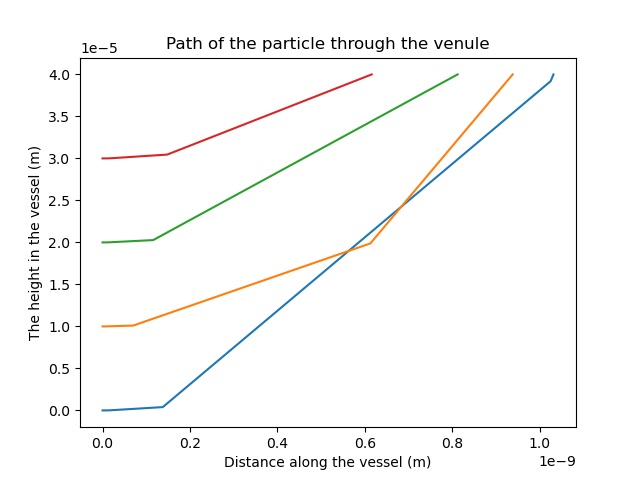 Path of the particle through the venule
1e−5
4.0
3.5
3.0
2.5
2.0
1.5
1.0
0.5
0.0
The height in the vessel (m)
0.0 0.2 0.4 0.6 0.8 1.0
1e−9
Distance along the vessel (m)